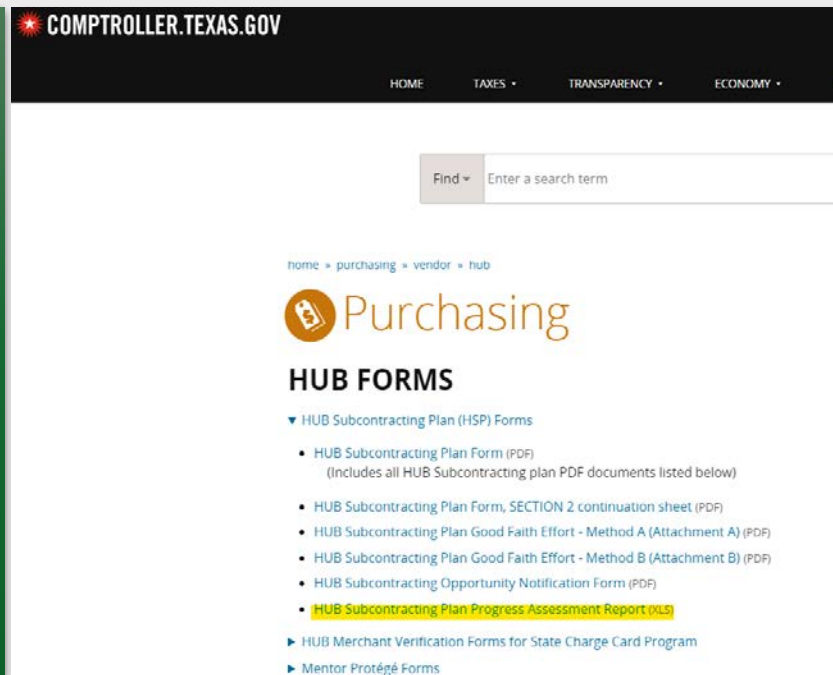 COMPTROLLER.TEXAS.GOV
HOME TAXES TRANSPARENCY ECONOMY
Find Enter a search term
home » purchasing » vendor » hub
Purchasing
HUB FORMS
▼ HUB Subcontracting Plan (HSP) Forms
• HUB Subcontracting Plan Form (PDF)
(Includes all HUB Subcontracting plan PDF documents listed below)
• HUB Subcontracting Plan Form, SECTION 2 continuation sheet (PDF)
• HUB Subcontracting Plan Good Faith Effort - Method A (Attachment A) (PDF)
• HUB Subcontracting Plan Good Faith Effort - Method B (Attachment B) (PDF)
• HUB Subcontracting Opportunity Notification Form (PDF)
• HUB Subcontracting Plan Progress Assessment Report (XLS)
► HUB Merchant Verification Forms for State Charge Card Program
► Mentor Protégé Forms